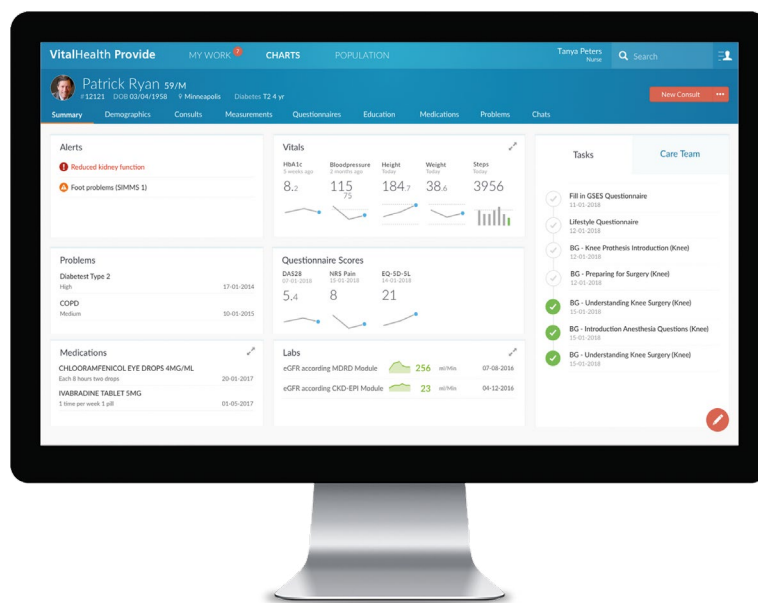 VitalHealth Provide
MY WORK 7
CHARTS
POPULATION
Tanya Peters
Nurse
Search
Patrick Ryan 59/M
#12121 DOB 03/04/1958 Minneapolis Diabetes T2 4 yr
New Consult
Summary Demographics Consults Measurements Questionnaires Education Medications Problems Chats
Alerts
Reduced kidney function
Foot problems (SIMMS 1)
Vitals
HbA1c Bloodpressure Height Weight Steps
5 weeks ago 2 months ago Today Today Today
8.2 115 184.7 38.6 3956
75
Tasks Care Team
Fill in GSES Questionnaire
11-01-2018
Lifestyle Questionnaire
12-01-2018
BG - Knee Prothesis Introduction (Knee)
12-01-2018
BG - Preparing for Surgery (Knee)
12-01-2018
BG - Understanding Knee Surgery (Knee)
15-01-2018
BG - Introduction Anesthesia Questions (Knee)
15-01-2018
BG - Understanding Knee Surgery (Knee)
15-01-2018
Problems
Diabetest Type 2
High 17-01-2014
COPD
Medium 10-01-2015
Questionnaire Scores
DAS28 NRS Pain EQ-5D-5L
07-01-2018 15-01-2018 14-01-2018
5.4 8 21
Medications
CHLOORAMFENICOL EYE DROPS 4MG/ML
Each 8 hours two drops 20-01-2017
IVABRADINE TABLET 5MG
1 time per week 1 pill 01-05-2017
Labs
eGFR according MDRD Module 256 ml/Min 07-08-2016
eGFR according CKD-EPI Module 23 ml/Min 04-12-2016